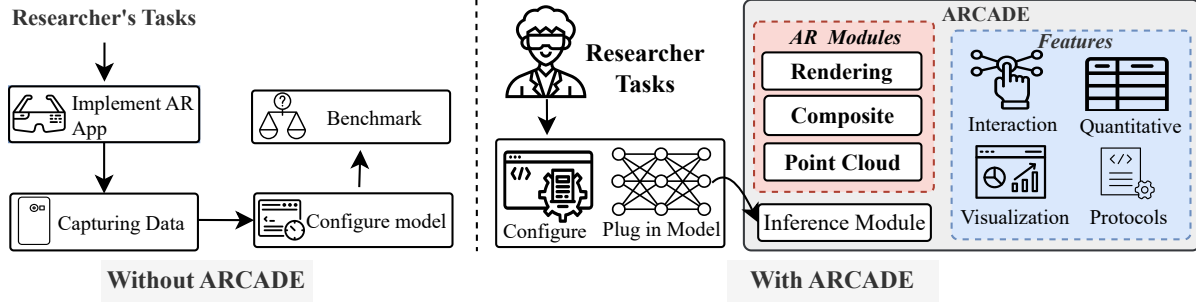 Researcher's Tasks
Implement AR
App
Capturing Data
Benchmark
?
Configure model
Without ARCADE
Researcher
Tasks
</>
Configure
Plug in Model
With ARCADE
ARCADE
AR Modules
Rendering
Composite
Point Cloud
Inference Module
Features
Interaction
Quantitative
Visualization
</>
Protocols